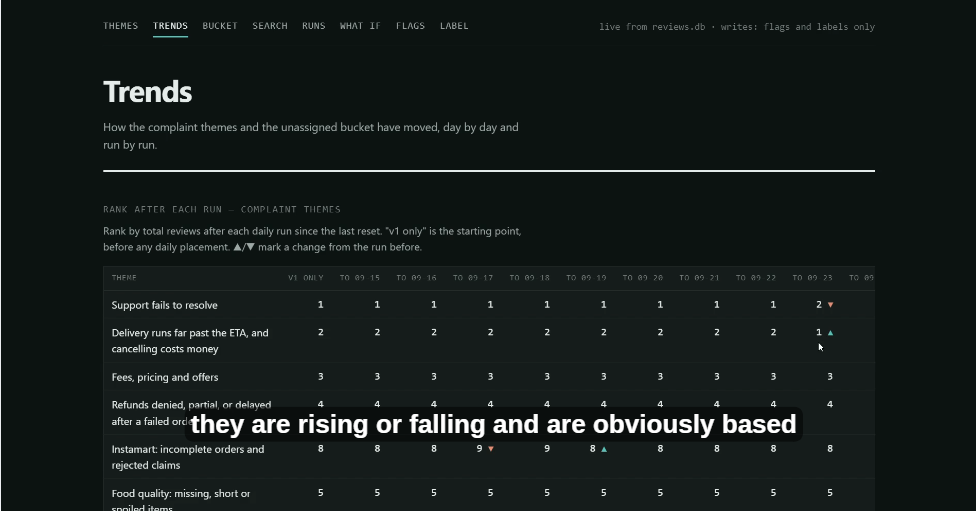 THEMES TRENDS BUCKET SEARCH RUNS WHAT IF FLAGS LABEL live from reviews.db · writes: flags and labels only
Trends
How the complaint themes and the unassigned bucket have moved, day by day and
run by run.
RANK AFTER EACH RUN — COMPLAINT THEMES
Rank by total reviews after each daily run since the last reset. "v1 only" is the starting point,
before any daily placement. ▲/▼ mark a change from the run before.
THEME V1 ONLY TO 09 15 TO 09 16 TO 09 17 TO 09 18 TO 09 19 TO 09 20 TO 09 21 TO 09 22 TO 09 23 TO 09
Support fails to resolve 1 1 1 1 1 1 1 1 1 2 ▼
Delivery runs far past the ETA, and 2 2 2 2 2 2 2 2 2 1 ▲
cancelling costs money
Fees, pricing and offers 3 3 3 3 3 3 3 3 3 3
Refunds denied, partial, or delayed 4 4 4 4 4 4 4 4 4 4
after a failed
they are rising or falling and are obviously based
Instamart: incomplete orders and 8 8 8 9 ▼ 9 8 ▲ 8 8 8 8
rejected claims
Food quality: missing, short or 5 5 5 5 5 5 5 5 5 5
spoiled items